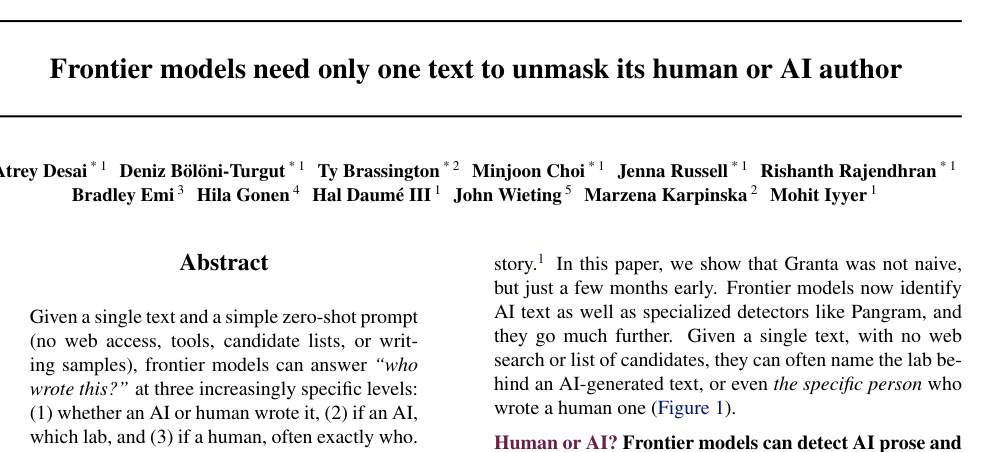 Frontier models need only one text to unmask its human or AI author
Atrey Desai * 1 Deniz Bölöni-Turgut * 1 Ty Brassington * 2 Minjoon Choi * 1 Jenna Russell * 1 Rishanth Rajendhran * 1
Bradley Emi 3 Hila Gonen 4 Hal Daumé III 1 John Wieting 5 Marzena Karpinska 2 Mohit Iyyer 1
Abstract
Given a single text and a simple zero-shot prompt
(no web access, tools, candidate lists, or writ-
ing samples), frontier models can answer “who
wrote this?” at three increasingly specific levels:
(1) whether an AI or human wrote it, (2) if an AI,
which lab, and (3) if a human, often exactly who.
story.1 In this paper, we show that Granta was not naive,
but just a few months early. Frontier models now identify
AI text as well as specialized detectors like Pangram, and
they go much further. Given a single text, with no web
search or list of candidates, they can often name the lab be-
hind an AI-generated text, or even the specific person who
wrote a human one (Figure 1).
Human or AI? Frontier models can detect AI prose and